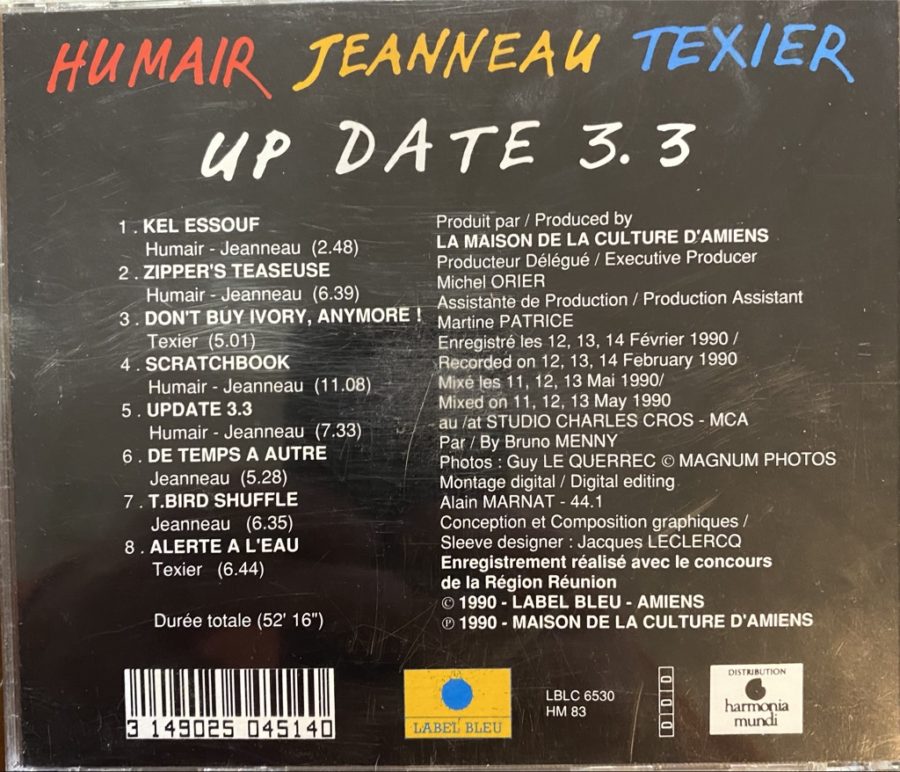 HUMAIR JEANNEAU TEXIER
UP DATE 3.3
1 . KEL ESSOUF
Humair - Jeanneau (2.48)
2 . ZIPPER'S TEASEUSE
Humair - Jeanneau (6.39)
3 . DON'T BUY IVORY, ANYMORE !
Texier (5.01)
4 . SCRATCHBOOK
Humair - Jeanneau (11.08)
5 . UPDATE 3.3
Humair - Jeanneau (7.33)
6 . DE TEMPS A AUTRE
Jeanneau (5.28)
7 . T.BIRD SHUFFLE
Jeanneau (6.35)
8 . ALERTE A L'EAU
Texier (6.44)
Durée totale (52' 16")
Produit par / Produced by
LA MAISON DE LA CULTURE D'AMIENS
Producteur Délégué / Executive Producer
Michel ORIER
Assistante de Production / Production Assistant
Martine PATRICE
Enregistré les 12, 13, 14 Février 1990 /
Recorded on 12, 13, 14 February 1990
Mixé les 11, 12, 13 Mai 1990/
Mixed on 11, 12, 13 May 1990
au /at STUDIO CHARLES CROS - MCA
Par / By Bruno MENNY
Photos : Guy LE QUERREC © MAGNUM PHOTOS
Montage digital / Digital editing
Alain MARNAT - 44.1
Conception et Composition graphiques /
Sleeve designer : Jacques LECLERCQ
Enregistrement réalisé avec le concours
de la Région Réunion
© 1990 - LABEL BLEU - AMIENS
℗ 1990 - MAISON DE LA CULTURE D'AMIENS
3 149025 045140
LABEL BLEU
LBLC 6530
HM 83
DDD
DISTRIBUTION
harmonia
mundi